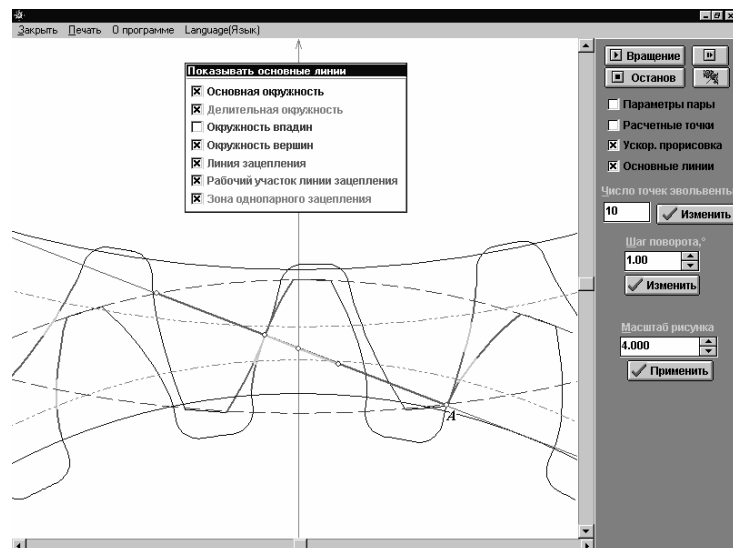 Закрыть Печать О программе Language(Язык)
Показывать основные линии
Основная окружность
Делительная окружность
Окружность впадин
Окружность вершин
Линия зацепления
Рабочий участок линии зацепления
Зона однопарного зацепления
Вращение
Останов
Параметры пары
Расчетные точки
Ускор. прорисовка
Основные линии
Число точек эвольвенты
10 Изменить
Шаг поворота,°
1.00
Изменить
Масштаб рисунка
4.000
Применить
A